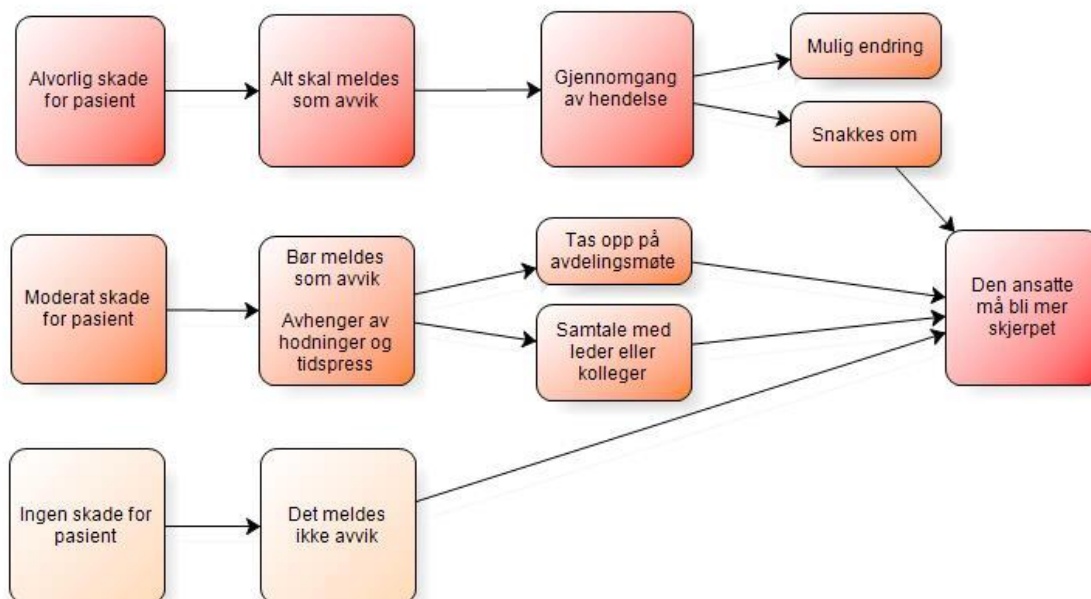 Alvorlig skade
for pasient
Alt skal meldes
som avvik
Gjennomgang
av hendelse
Mulig endring
Snakkes om
Moderat skade
for pasient
Bør meldes
som avvik
Avhenger av
hodninger og
tidspress
Tas opp på
avdelingsmøte
Samtale med
leder eller
kolleger
Den ansatte
må bli mer
skjerpet
Ingen skade for
pasient
Det meldes
ikke avvik